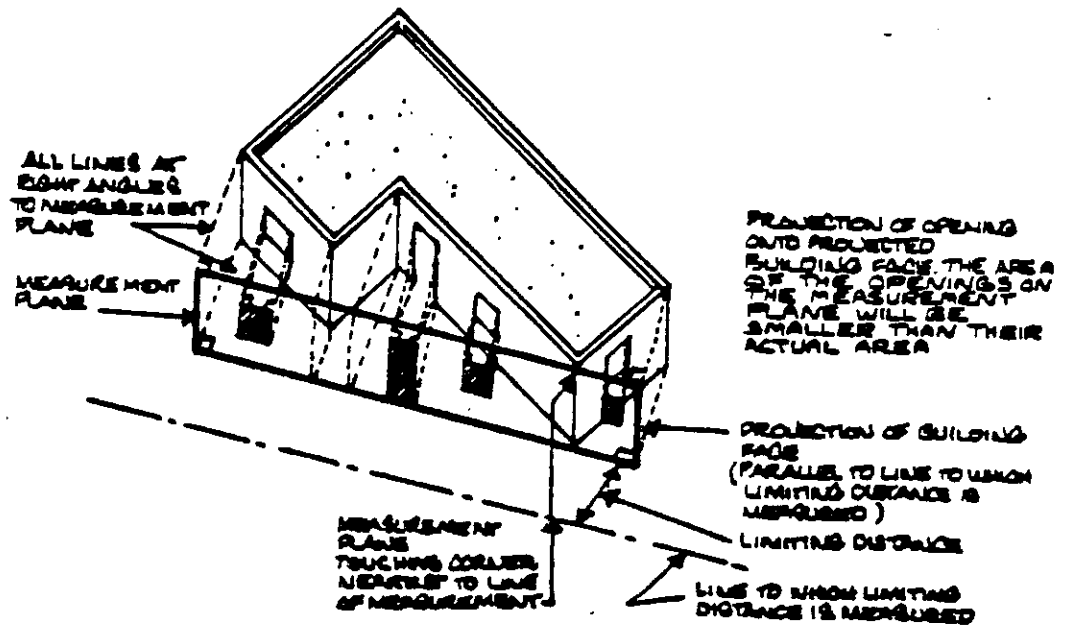 ALL LINES AT
RIGHT ANGLES
TO MEASUREMENT
PLANE
MEASUREMENT
PLANE
PROJECTION OF OPENING
ONTO PROJECTED
BUILDING FACE. THE AREA
OF THE OPENINGS ON
THE MEASUREMENT
PLANE WILL BE
SMALLER THAN THEIR
ACTUAL AREA
PROJECTION OF BUILDING
FACE
(PARALLEL TO LINE TO WHICH
LIMITING DISTANCE IS
MEASURED)
LIMITING DISTANCE
MEASUREMENT
PLANE
TOUCHING CORNER
NEAREST TO LINE
OF MEASUREMENT
LINE TO WHICH LIMITING
DISTANCE IS MEASURED